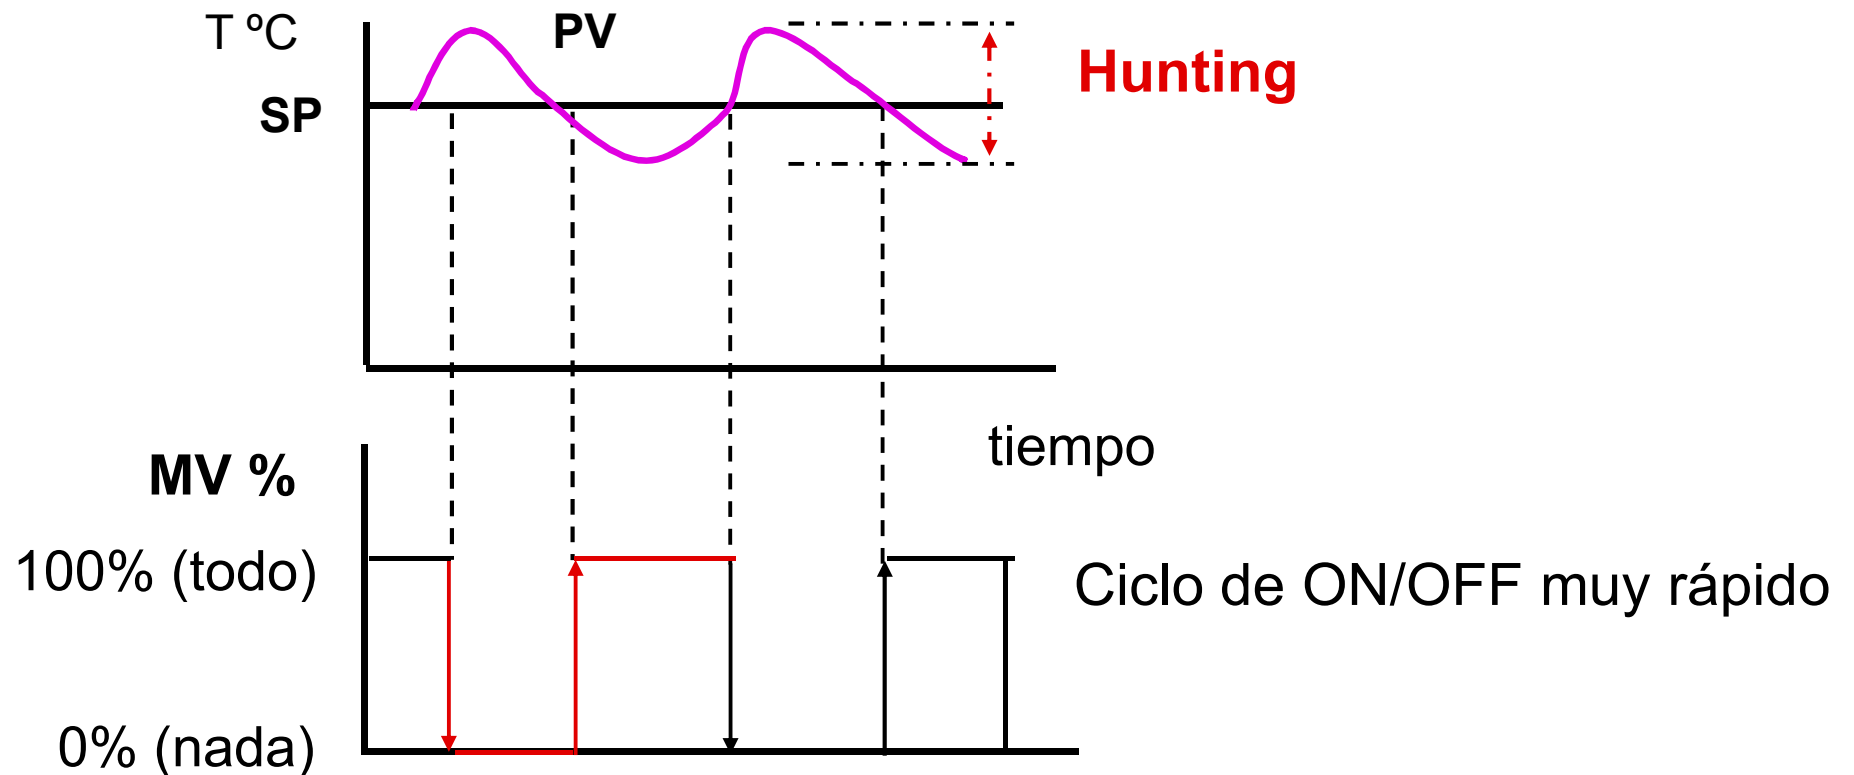 T ºC
PV
Hunting
SP
tiempo
MV %
100% (todo)
Ciclo de ON/OFF muy rápido
0% (nada)